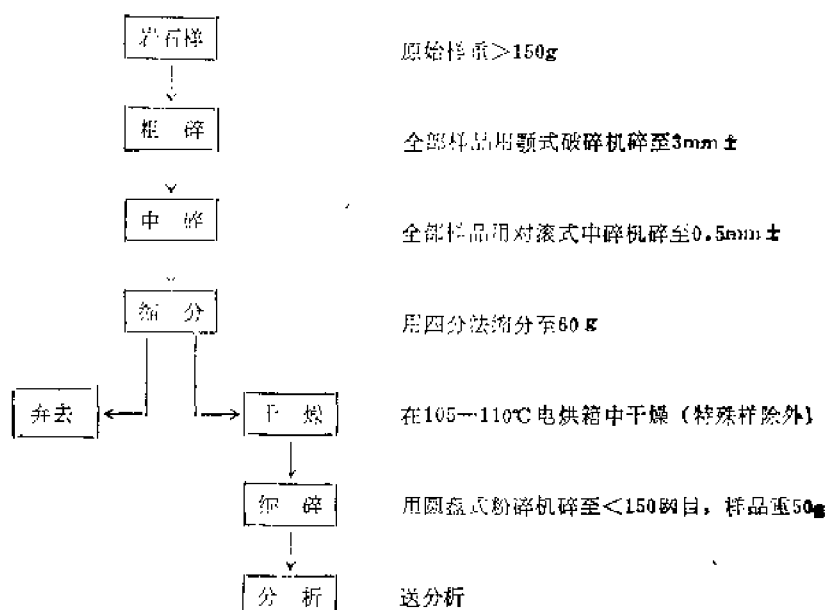 岩石样 原始样重>150g
粗 碎 全部样品用颚式破碎机碎至3mm±
中 碎 全部样品用对滚式中碎机碎至0.5mm±
缩 分 用四分法缩分至60g
弃去 干 燥 在105—110℃电烘箱中干燥(特殊样除外)
细 碎 用圆盘式粉碎机碎至<150网目,样品重50g
分 析 送分析